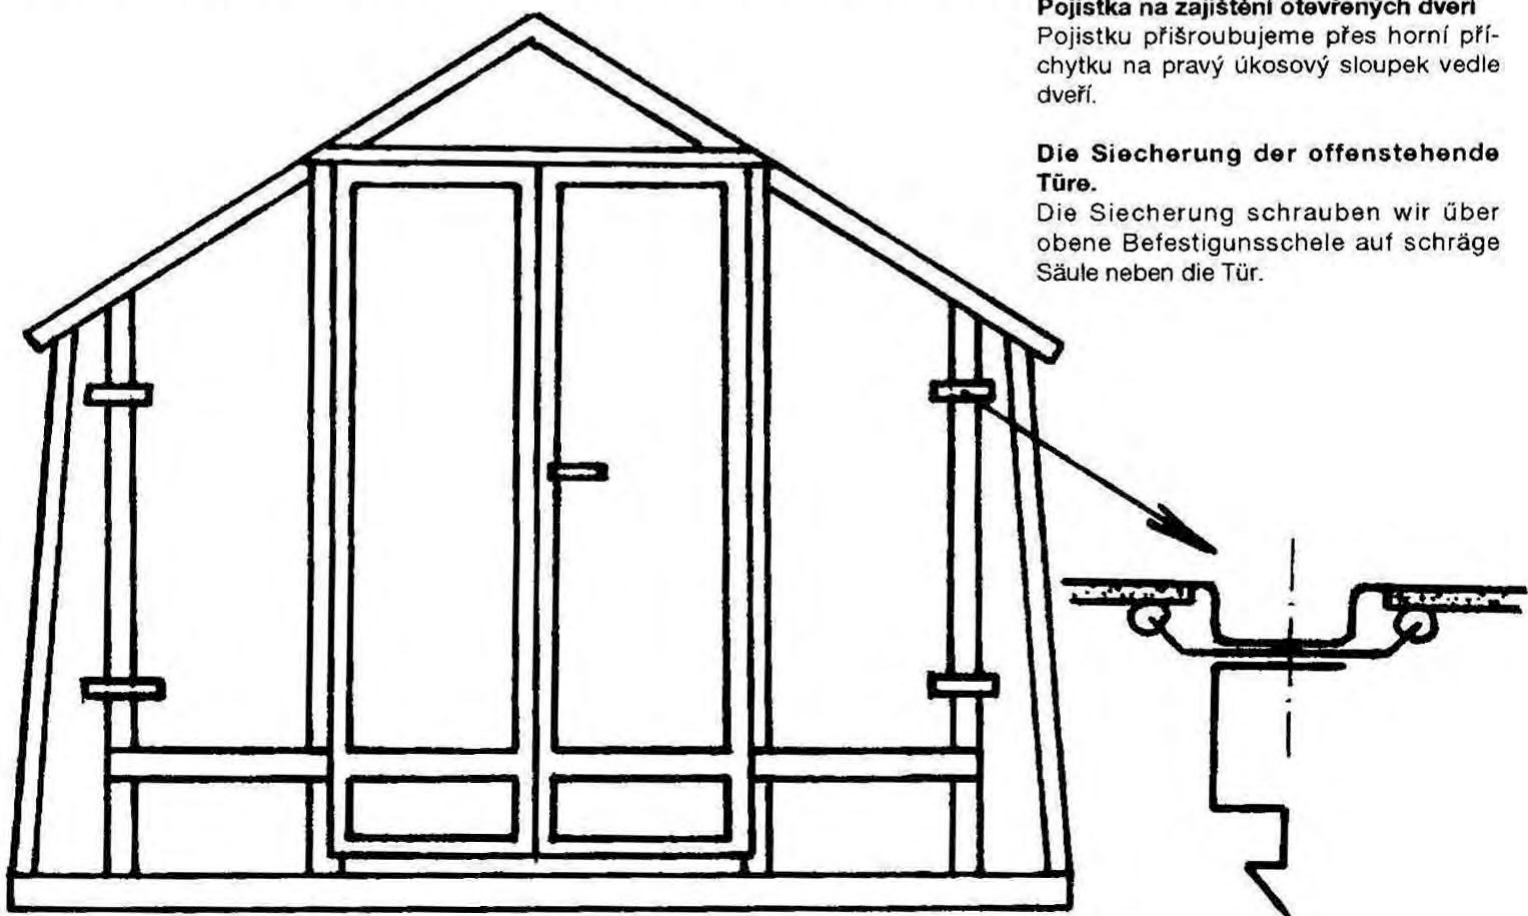 Pojistka na zajištění otevřených dveří
Pojistku přišroubujeme přes horní pří-
chytku na pravý úkosový sloupek vedle
dveří.
Die Siecherung der offenstehende
Türe.
Die Siecherung schrauben wir über
obene Befestigunsschele auf schräge
Säule neben die Tür.